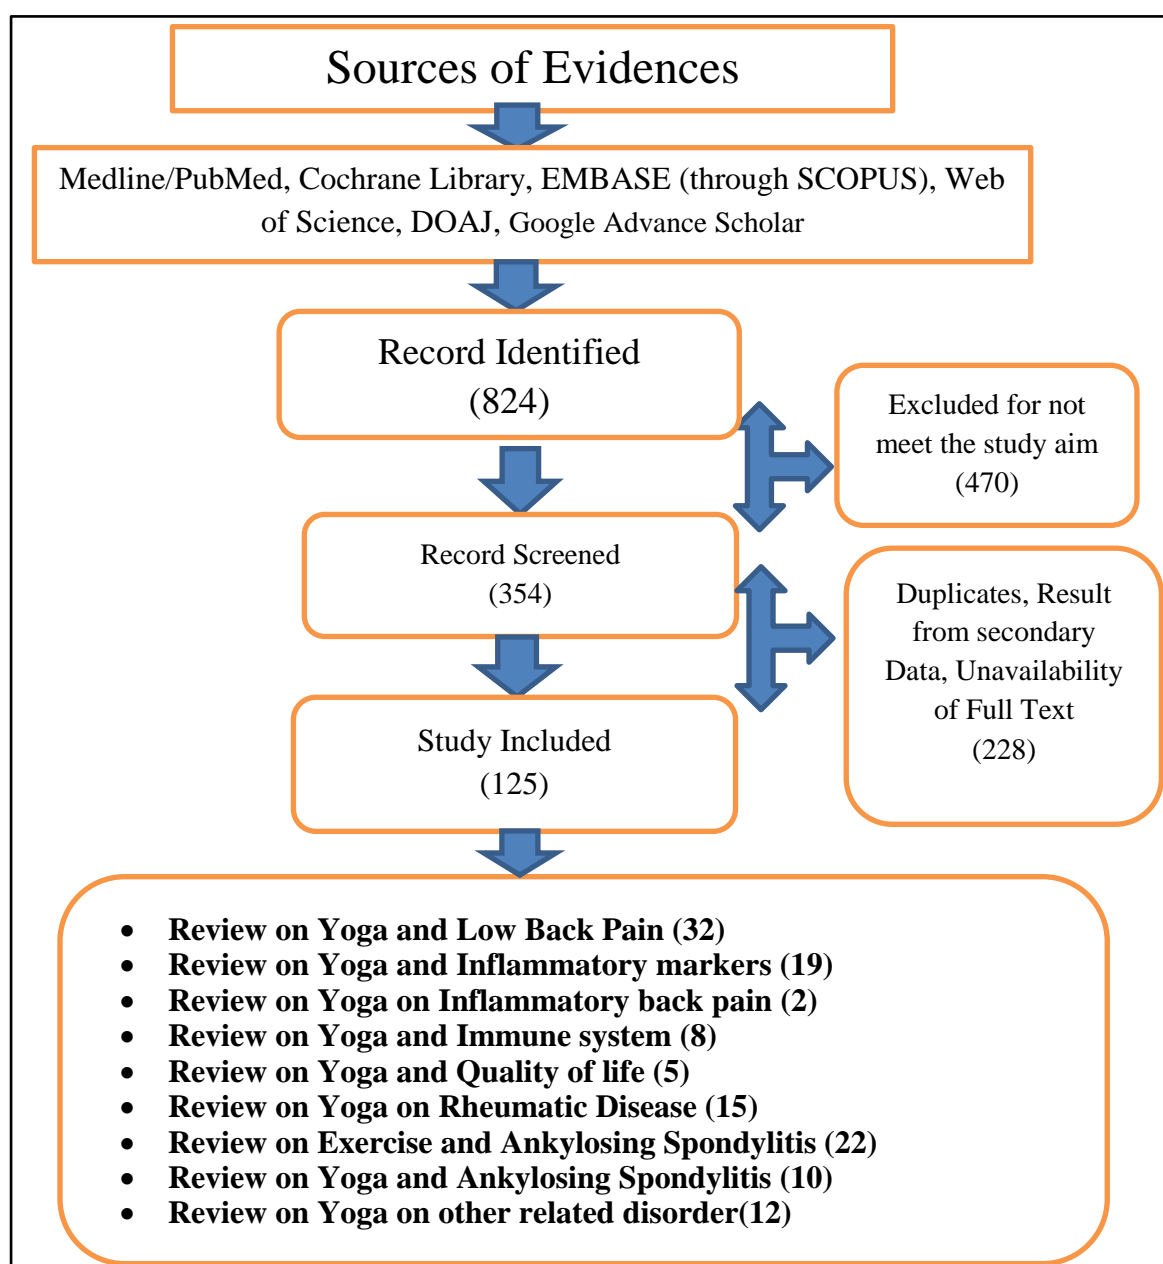 Sources of Evidences
Medline/PubMed, Cochrane Library, EMBASE (through SCOPUS), Web
of Science, DOAJ, Google Advance Scholar
Record Identified
(824)
Excluded for not
meet the study aim
(470)
Record Screened
(354)
Duplicates, Result
from secondary
Data, Unavailability
of Full Text
(228)
Study Included
(125)
• Review on Yoga and Low Back Pain (32)
• Review on Yoga and Inflammatory markers (19)
• Review on Yoga on Inflammatory back pain (2)
• Review on Yoga and Immune system (8)
• Review on Yoga and Quality of life (5)
• Review on Yoga on Rheumatic Disease (15)
• Review on Exercise and Ankylosing Spondylitis (22)
• Review on Yoga and Ankylosing Spondylitis (10)
• Review on Yoga on other related disorder(12)